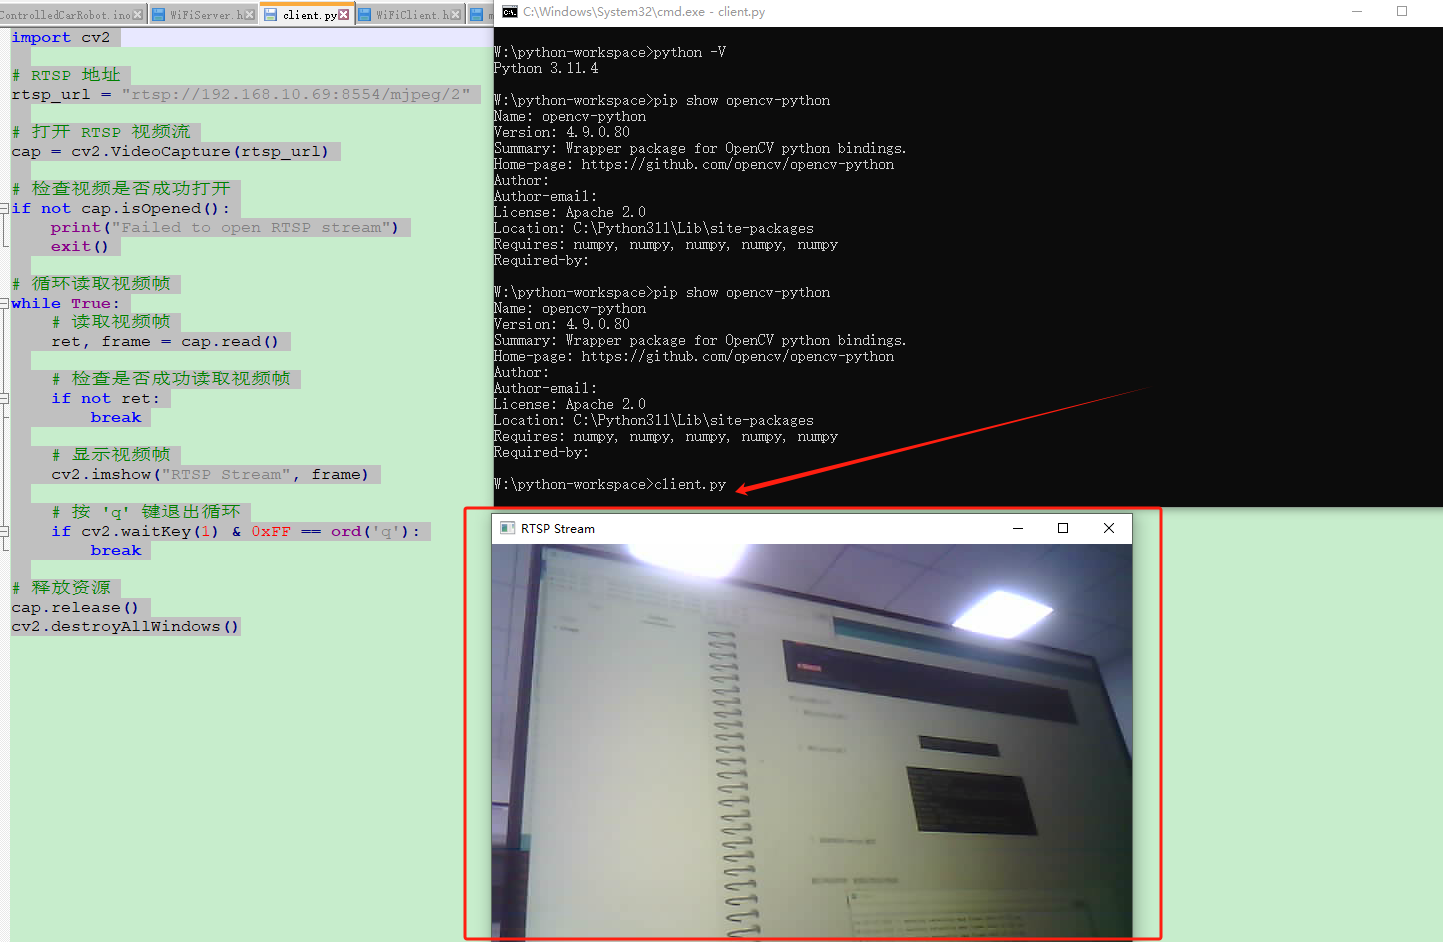 ControlledCarRobot.ino
WiFiServer.h
client.py
WiFiClient.h
import cv2
# RTSP 地址
rtsp_url = "rtsp://192.168.10.69:8554/mjpeg/2"
# 打开 RTSP 视频流
cap = cv2.VideoCapture(rtsp_url)
# 检查视频是否成功打开
if not cap.isOpened():
    print("Failed to open RTSP stream")
    exit()
# 循环读取视频帧
while True:
    # 读取视频帧
    ret, frame = cap.read()
    # 检查是否成功读取视频帧
    if not ret:
        break
    # 显示视频帧
    cv2.imshow("RTSP Stream", frame)
    # 按 'q' 键退出循环
    if cv2.waitKey(1) & 0xFF == ord('q'):
        break
# 释放资源
cap.release()
cv2.destroyAllWindows()
C:\Windows\System32\cmd.exe - client.py
W:\python-workspace>python -V
Python 3.11.4
W:\python-workspace>pip show opencv-python
Name: opencv-python
Version: 4.9.0.80
Summary: Wrapper package for OpenCV python bindings.
Home-page: https://github.com/opencv/opencv-python
Author:
Author-email:
License: Apache 2.0
Location: C:\Python311\Lib\site-packages
Requires: numpy, numpy, numpy, numpy, numpy
Required-by:
W:\python-workspace>pip show opencv-python
Name: opencv-python
Version: 4.9.0.80
Summary: Wrapper package for OpenCV python bindings.
Home-page: https://github.com/opencv/opencv-python
Author:
Author-email:
License: Apache 2.0
Location: C:\Python311\Lib\site-packages
Requires: numpy, numpy, numpy, numpy, numpy
Required-by:
W:\python-workspace>client.py
RTSP Stream